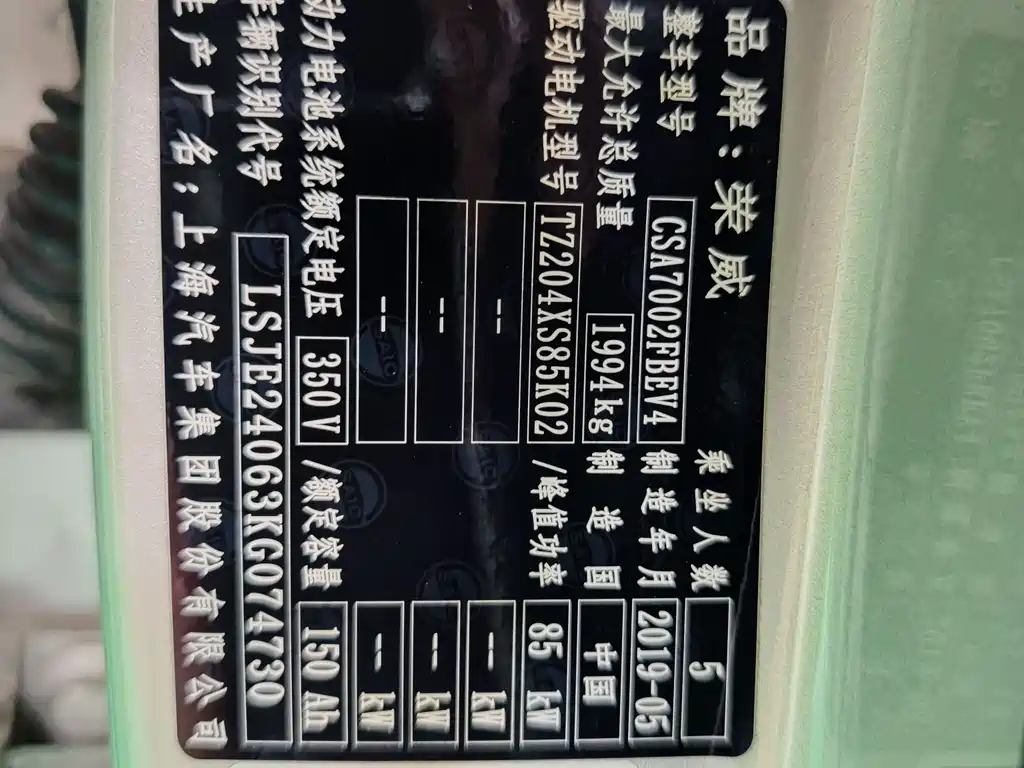 品牌：荣威 乘坐人数 5
整车型号 CSA7002FBEV4 制造年月 2019-05
最大允许总质量 1994kg 制造国 中国
驱动电机型号 TZ204XS85K02 /峰值功率 85 kW
-- -- kW
-- -- kW
-- -- kW
动力电池系统额定电压 350V /额定容量 150 Ah
车辆识别代号 LSJE24063KG074730
生产厂名：上海汽车集团股份有限公司